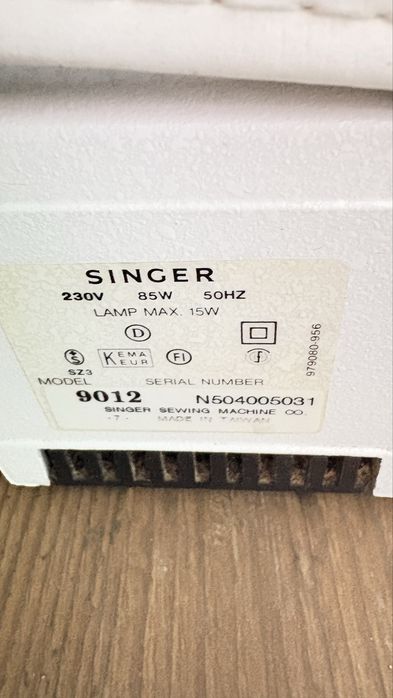 SINGER
230V 85W 50HZ
LAMP MAX. 15W
D
S KEMA KEUR FI f
SZ3
MODEL SERIAL NUMBER
9012 N504005031
SINGER SEWING MACHINE CO.
-7- MADE IN TAIWAN
979080-956